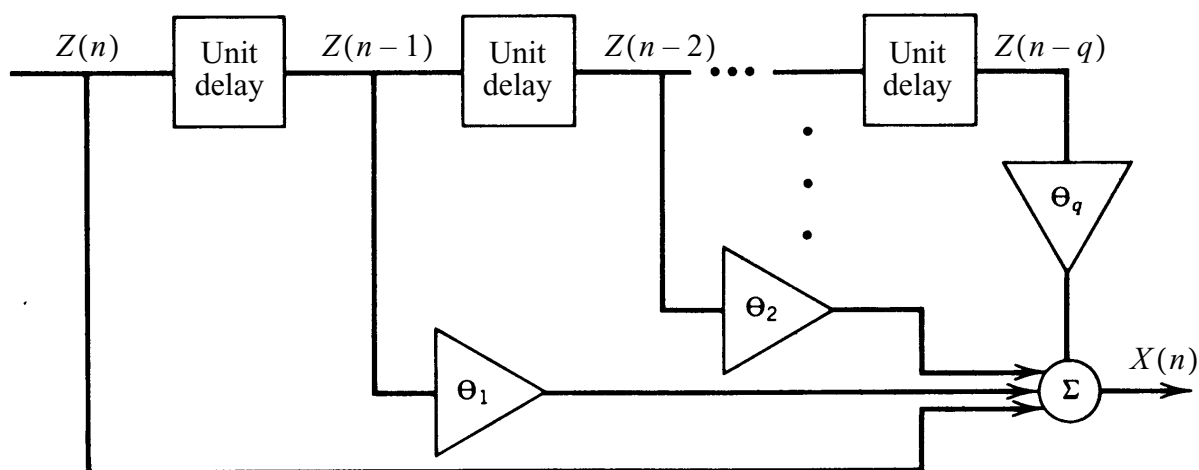 Z(n)
Unit
delay
Z(n−1)
Unit
delay
Z(n−2)
Unit
delay
Z(n−q)
Θq
Θ2
Θ1
Σ
X(n)